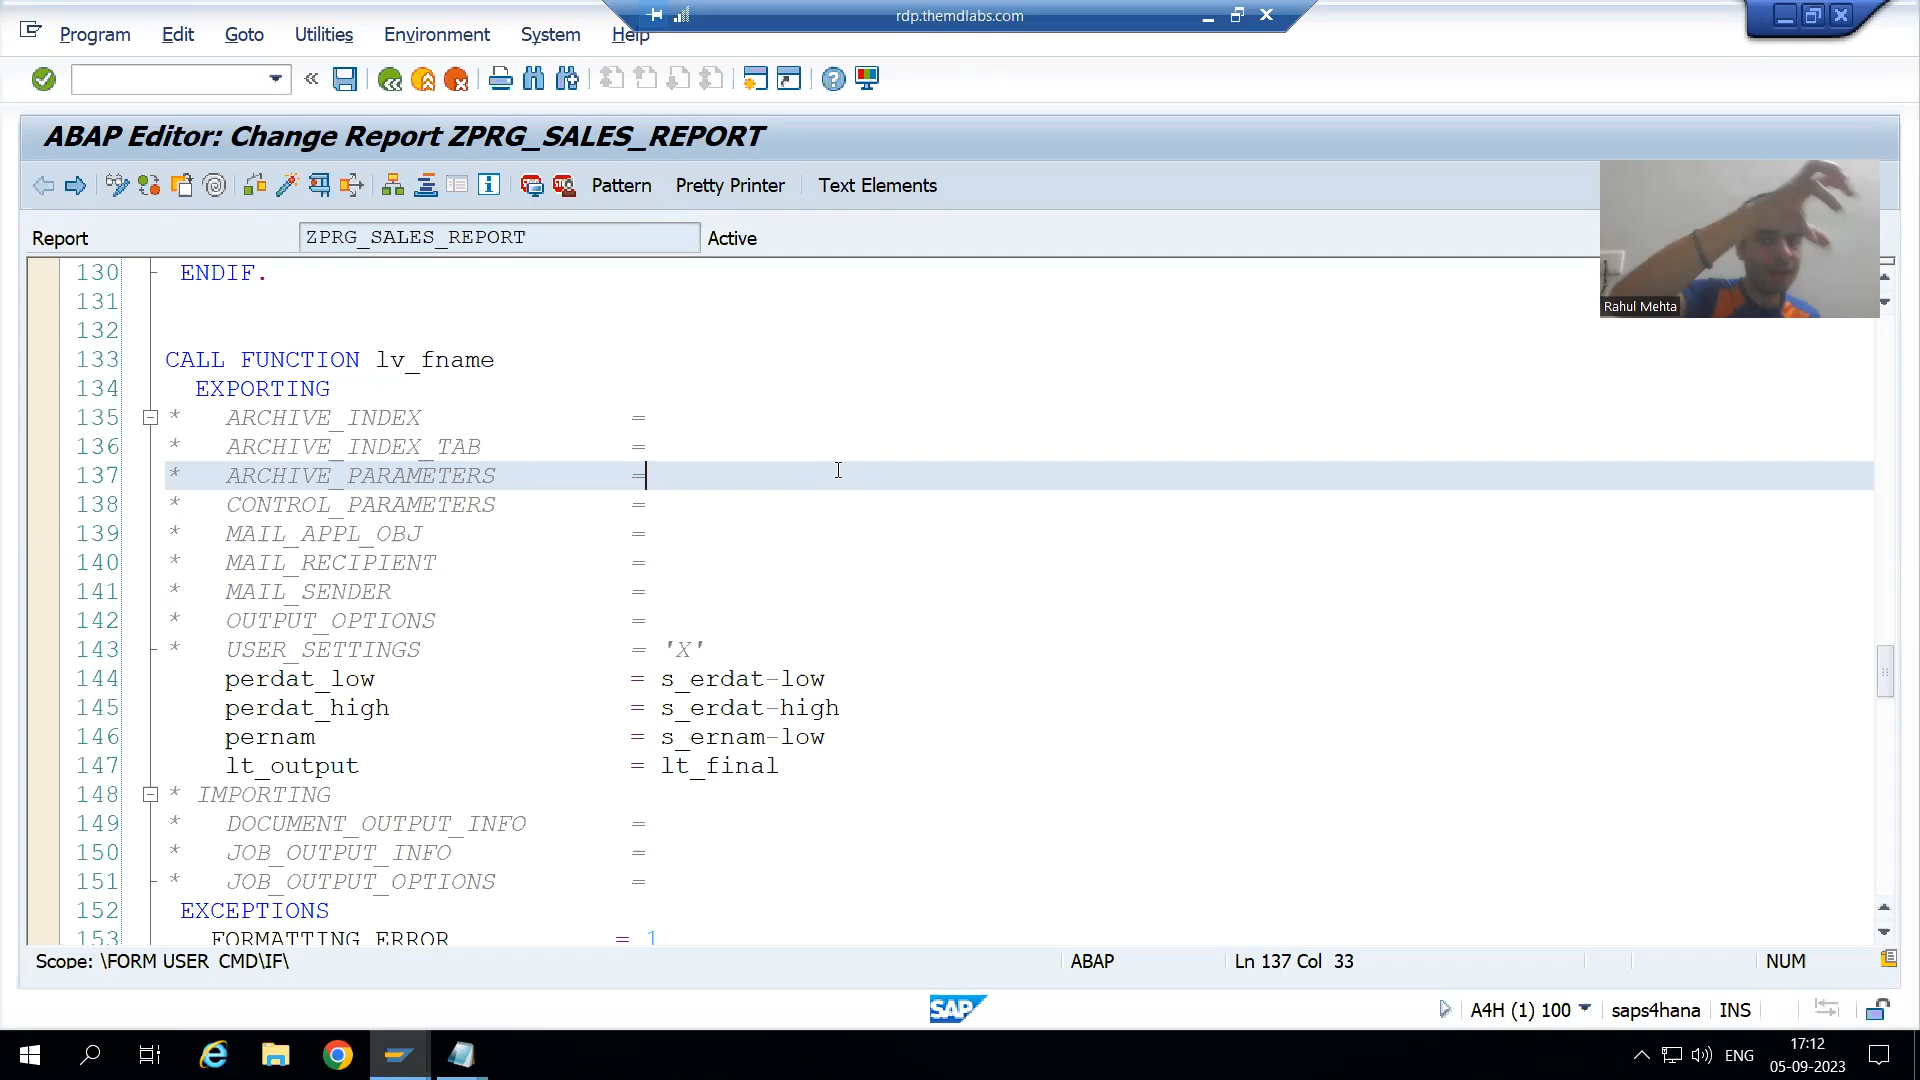 rdp.themdlabs.com
Program Edit Goto Utilities Environment System Help
ABAP Editor: Change Report ZPRG_SALES_REPORT
Pattern Pretty Printer Text Elements
Report ZPRG_SALES_REPORT Active
Rahul Mehta
130 ENDIF.
131
132
133 CALL FUNCTION lv_fname
134 EXPORTING
135 * ARCHIVE_INDEX =
136 * ARCHIVE_INDEX_TAB =
137 * ARCHIVE_PARAMETERS =
138 * CONTROL_PARAMETERS =
139 * MAIL_APPL_OBJ =
140 * MAIL_RECIPIENT =
141 * MAIL_SENDER =
142 * OUTPUT_OPTIONS =
143 * USER_SETTINGS = 'X'
144 perdat_low = s_erdat-low
145 perdat_high = s_erdat-high
146 pernam = s_ernam-low
147 lt_output = lt_final
148 * IMPORTING
149 * DOCUMENT_OUTPUT_INFO =
150 * JOB_OUTPUT_INFO =
151 * JOB_OUTPUT_OPTIONS =
152 EXCEPTIONS
153 FORMATTING_ERROR = 1
Scope: \FORM USER_CMD\IF\ ABAP Ln 137 Col 33 NUM
SAP A4H (1) 100 saps4hana INS
ENG 17:12
05-09-2023